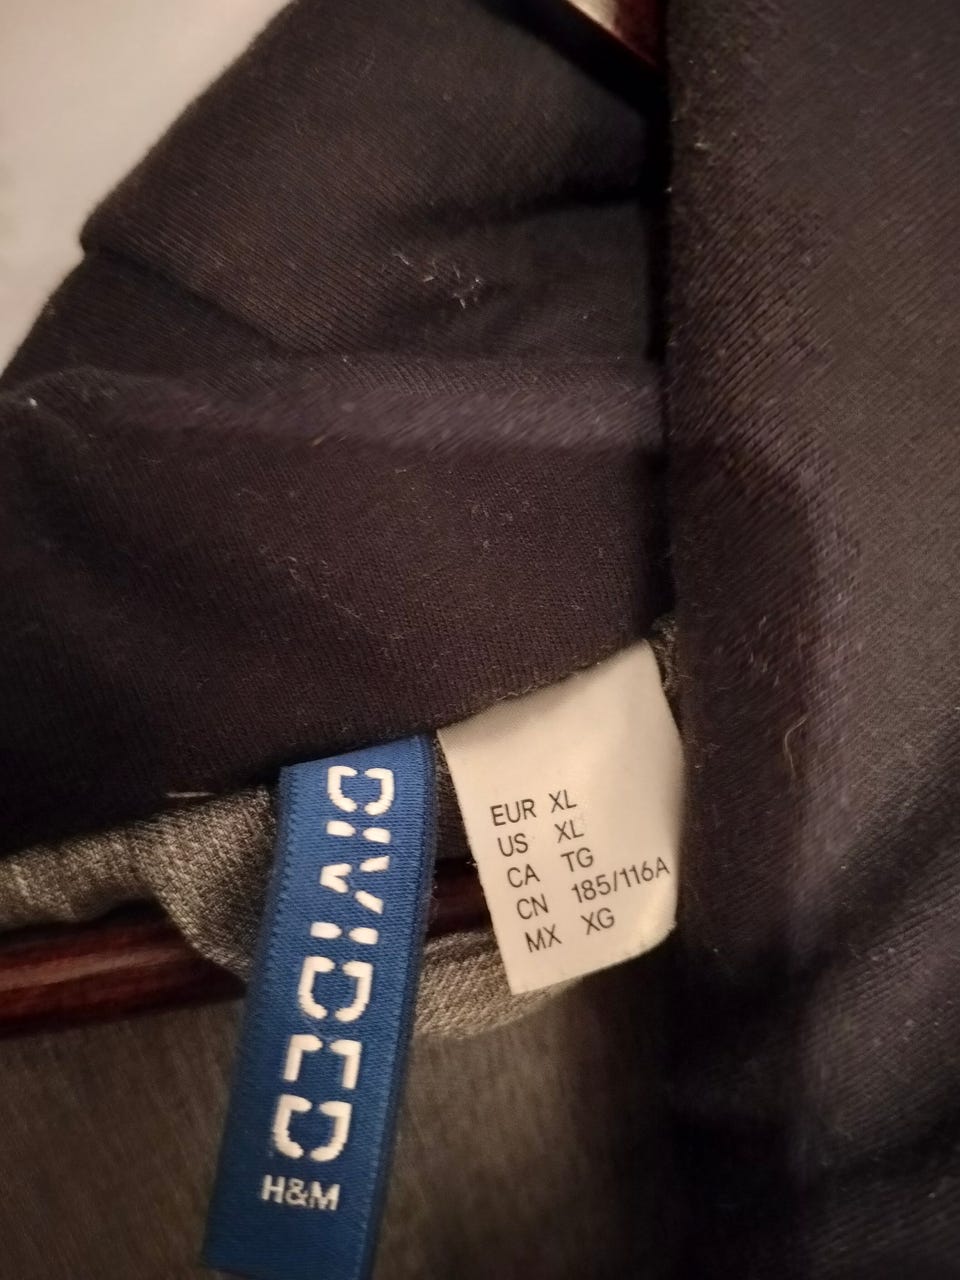 DIVIDED
H&M
EUR XL
US XL
CA TG
CN 185/116A
MX XG